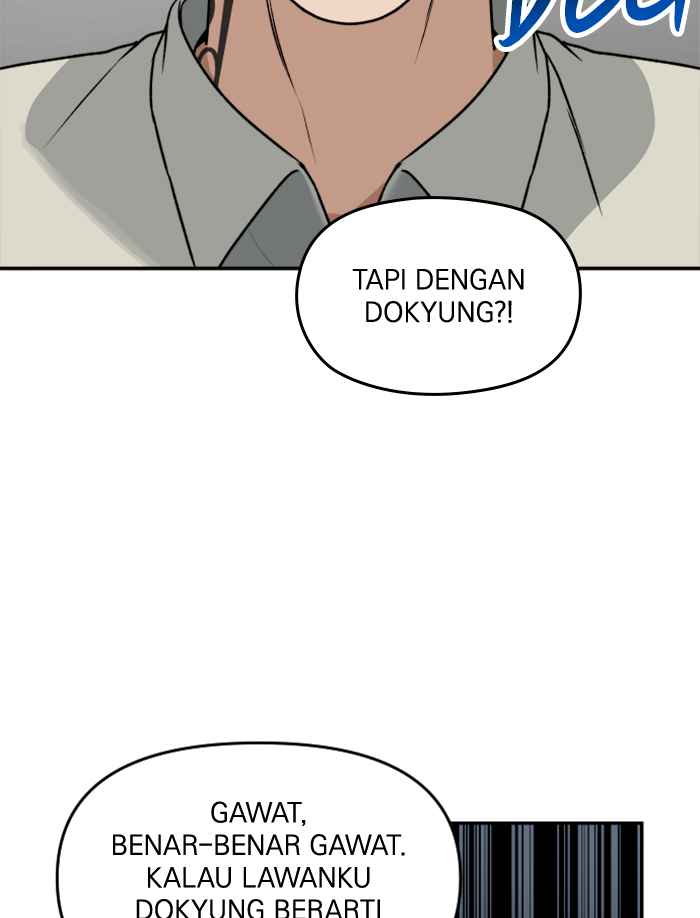 TAPI DENGAN
DOKYUNG?!
GAWAT,
BENAR-BENAR GAWAT.
KALAU LAWANKU
DOKYUNG BERARTI